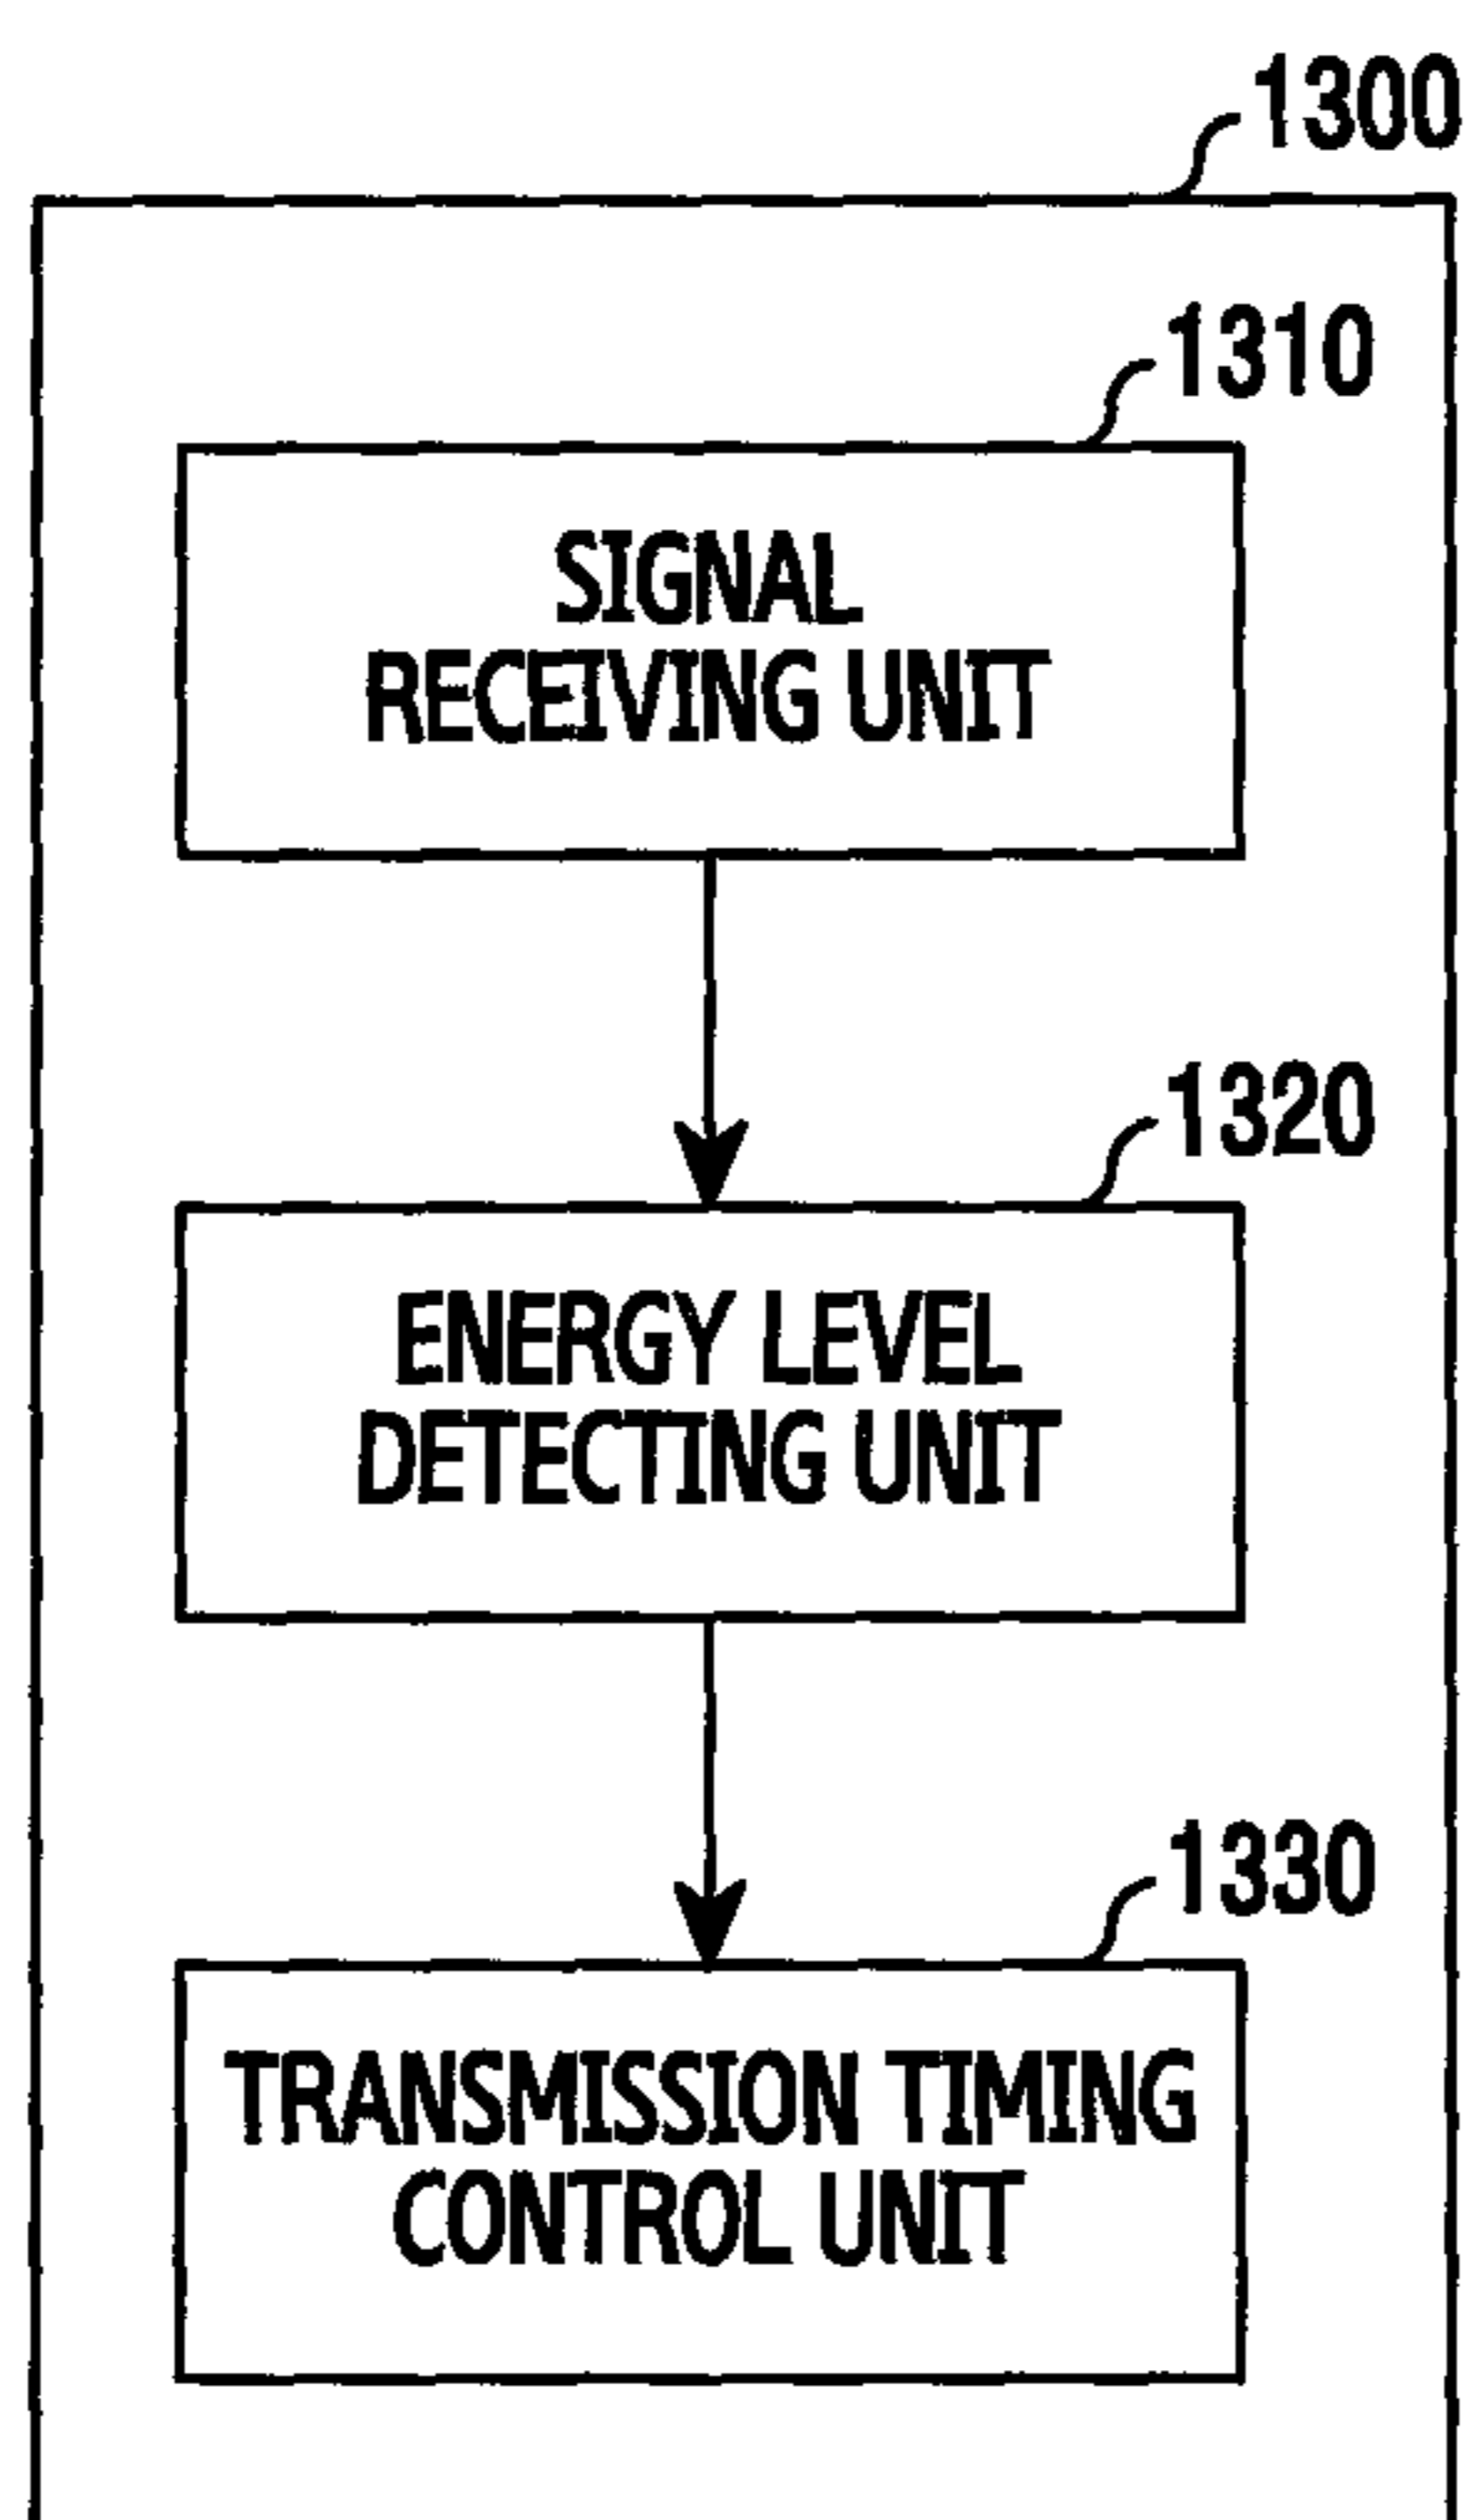 1300
1310
SIGNAL
RECEIVING UNIT
1320
ENERGY LEVEL
DETECTING UNIT
1330
TRANSMISSION TIMING
CONTROL UNIT